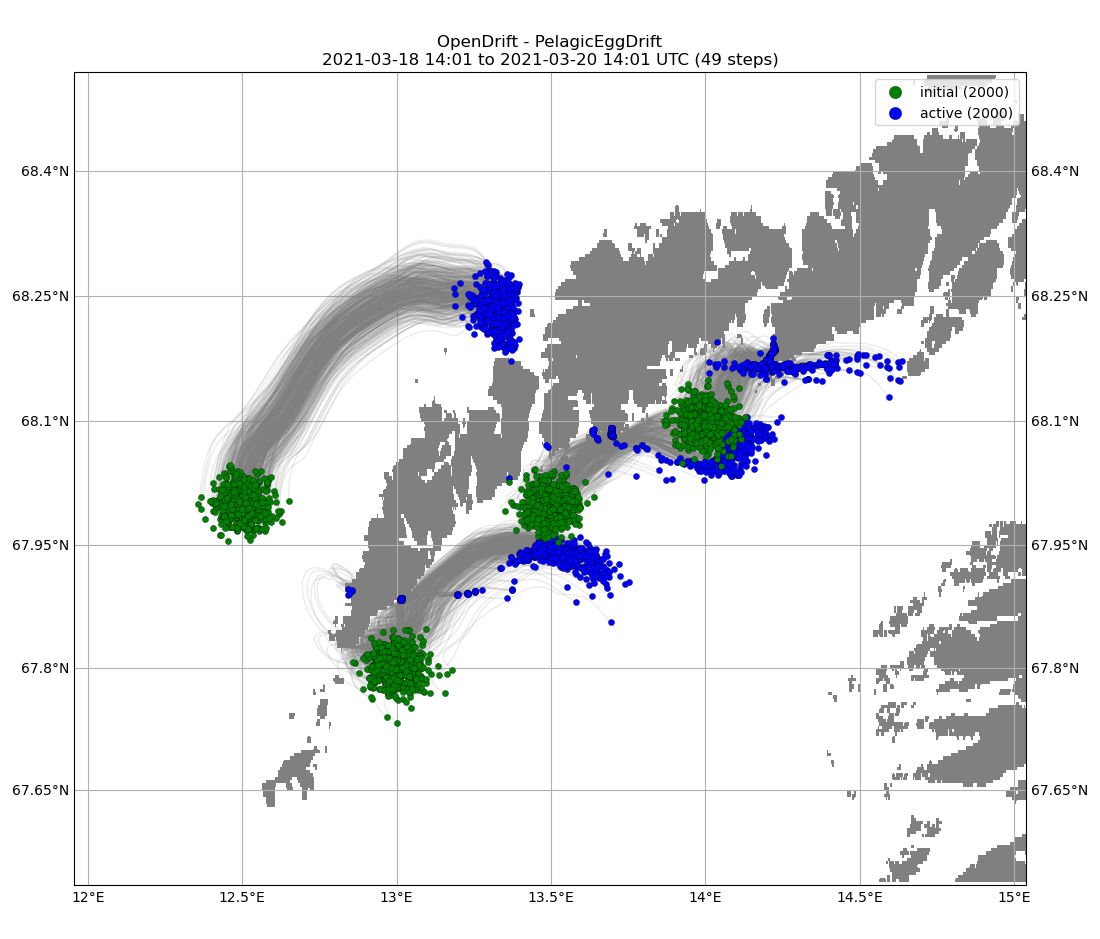 OpenDrift - PelagicEggDrift
2021-03-18 14:01 to 2021-03-20 14:01 UTC (49 steps)
initial (2000)
active (2000)
68.4°N
68.4°N
68.25°N
68.25°N
68.1°N
68.1°N
67.95°N
67.95°N
67.8°N
67.8°N
67.65°N
67.65°N
12°E
12.5°E
13°E
13.5°E
14°E
14.5°E
15°E